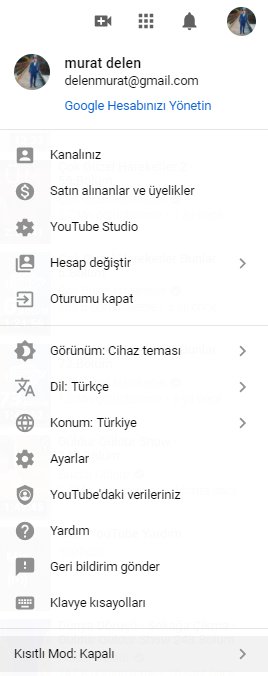 murat delen
delenmurat@gmail.com
Google Hesabınızı Yönetin
Kanalınız
Satın alınanlar ve üyelikler
YouTube Studio
Hesap değiştir
Oturumu kapat
Görünüm: Cihaz teması
Dil: Türkçe
Konum: Türkiye
Ayarlar
YouTube'daki verileriniz
Yardım
Geri bildirim gönder
Klavye kısayolları
Kısıtlı Mod: Kapalı